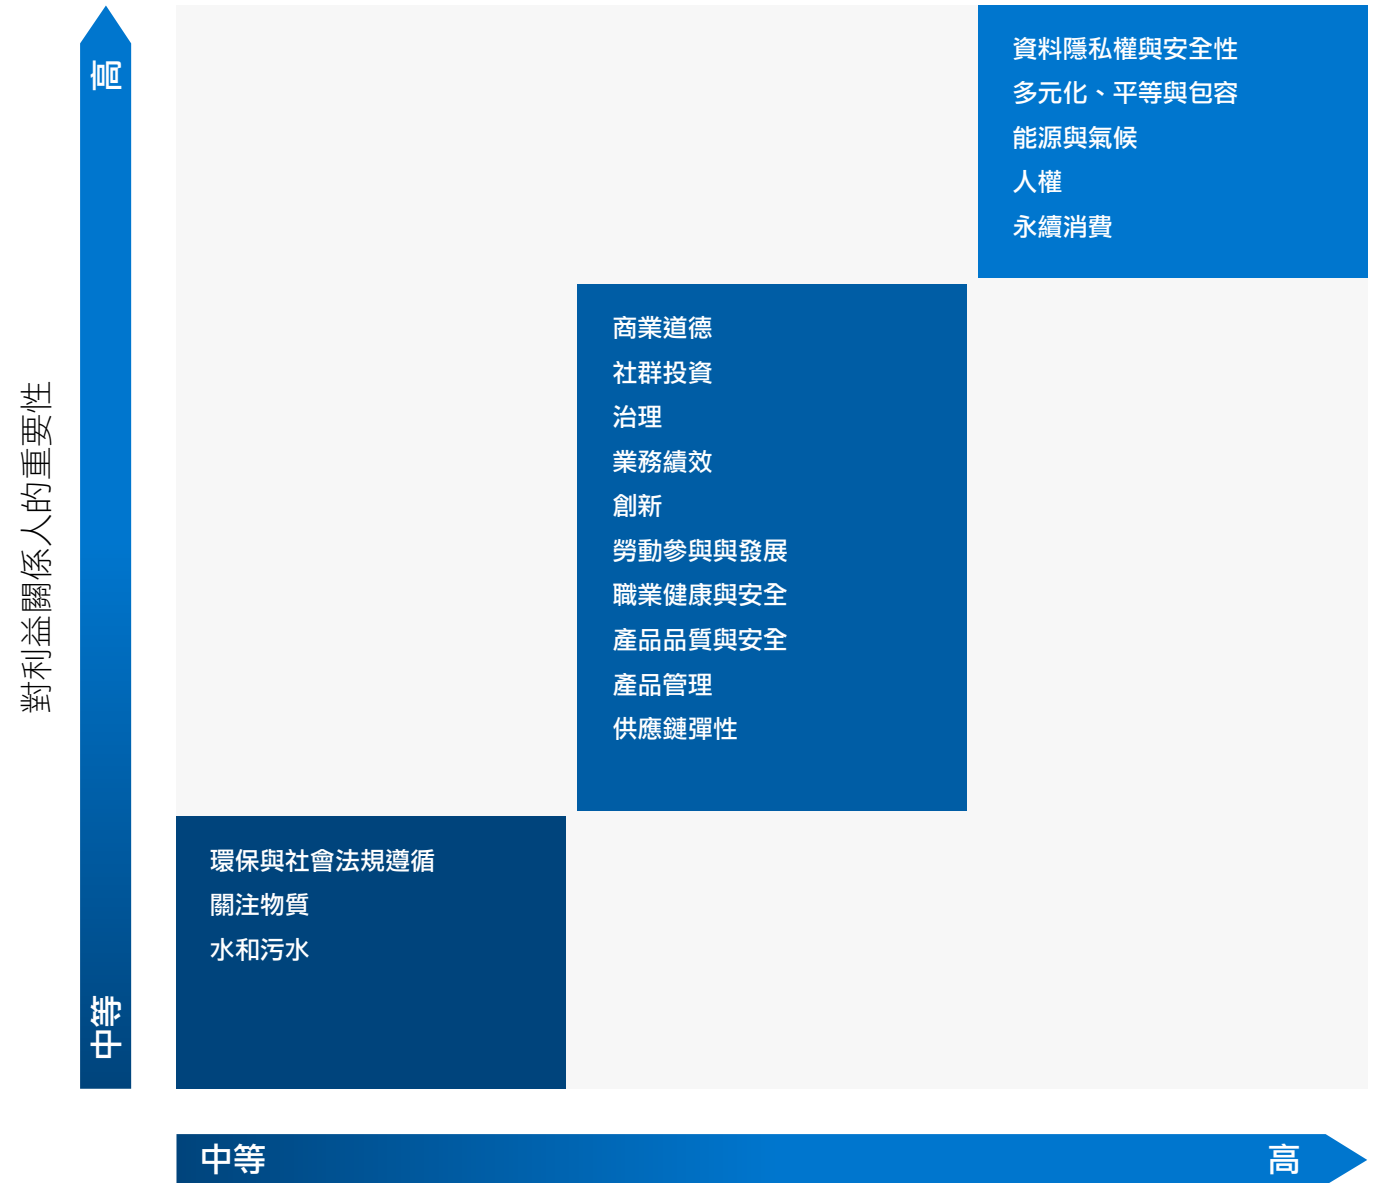 高
對利益關係人的重要性
中等
資料隱私權與安全性
多元化、平等與包容
能源與氣候
人權
永續消費
商業道德
社群投資
治理
業務績效
創新
勞動參與與發展
職業健康與安全
產品品質與安全
產品管理
供應鏈彈性
環保與社會法規遵循
關注物質
水和污水
中等
高